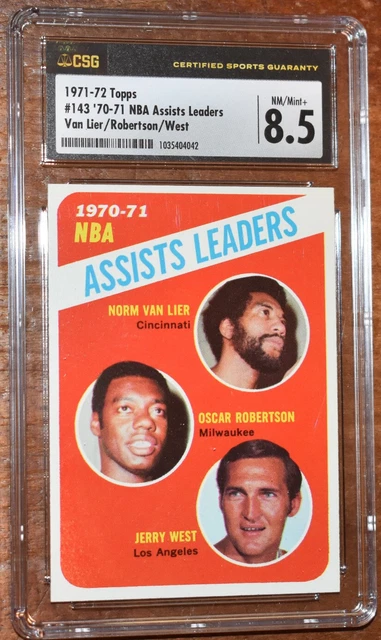 CSG
CERTIFIED SPORTS GUARANTY
1971-72 Topps
#143 '70-71 NBA Assists Leaders
Van Lier/Robertson/West
1035404042
NM/Mint+
8.5
1970-71
NBA
ASSISTS LEADERS
NORM VAN LIER
Cincinnati
OSCAR ROBERTSON
Milwaukee
JERRY WEST
Los Angeles